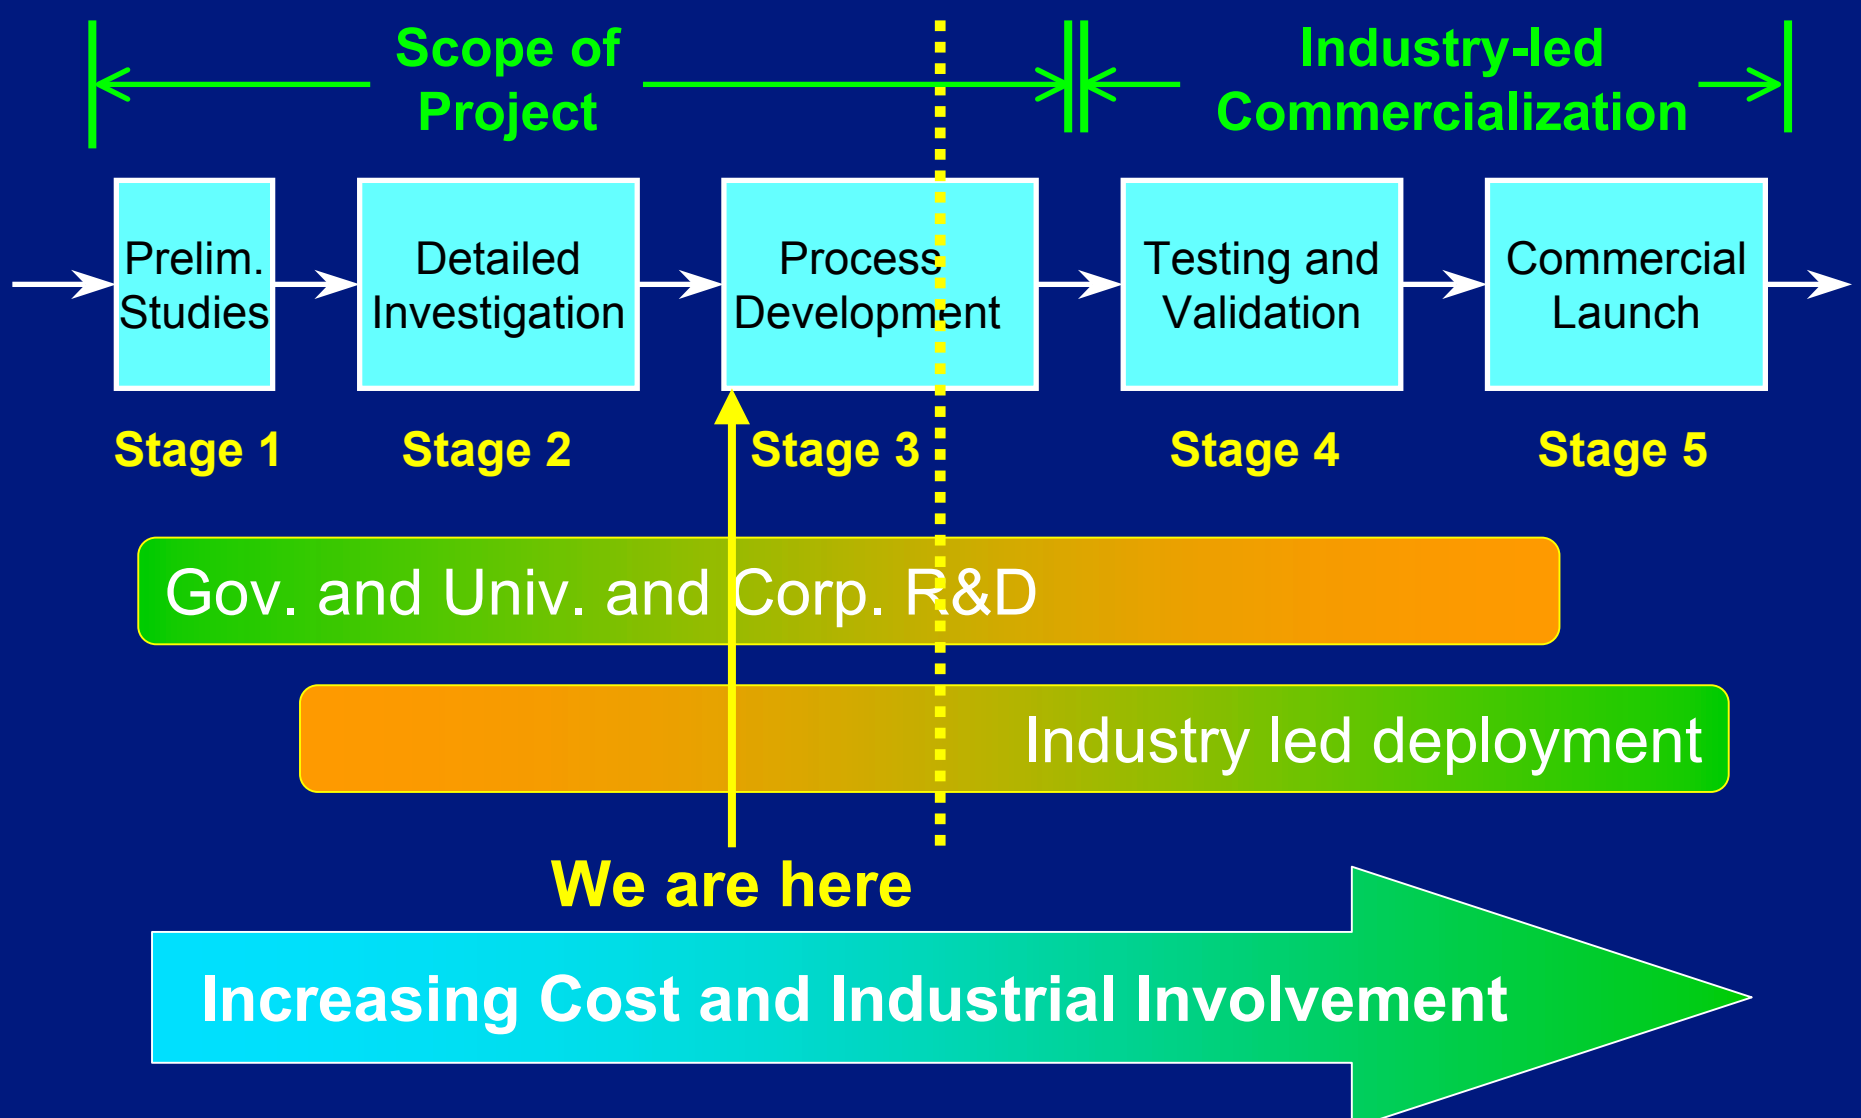 Scope of
Project
Industry-led
Commercialization
Prelim.
Studies
Detailed
Investigation
Process
Development
Testing and
Validation
Commercial
Launch
Stage 1
Stage 2
Stage 3
Stage 4
Stage 5
Gov. and Univ. and Corp. R&D
Industry led deployment
We are here
Increasing Cost and Industrial Involvement